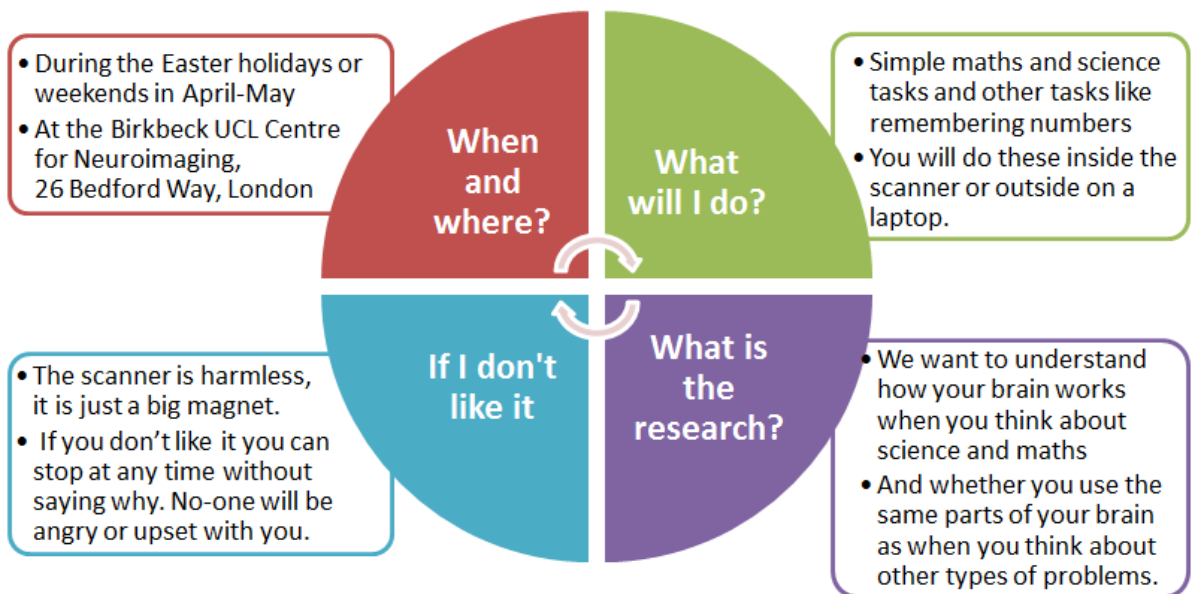 • During the Easter holidays or
weekends in April-May
• At the Birkbeck UCL Centre
for Neuroimaging,
26 Bedford Way, London
When
and
where?
What
will I do?
• Simple maths and science
tasks and other tasks like
remembering numbers
• You will do these inside the
scanner or outside on a
laptop.
• The scanner is harmless,
it is just a big magnet.
• If you don’t like it you can
stop at any time without
saying why. No-one will be
angry or upset with you.
If I don't
like it
What is
the
research?
• We want to understand
how your brain works
when you think about
science and maths
• And whether you use the
same parts of your brain
as when you think about
other types of problems.